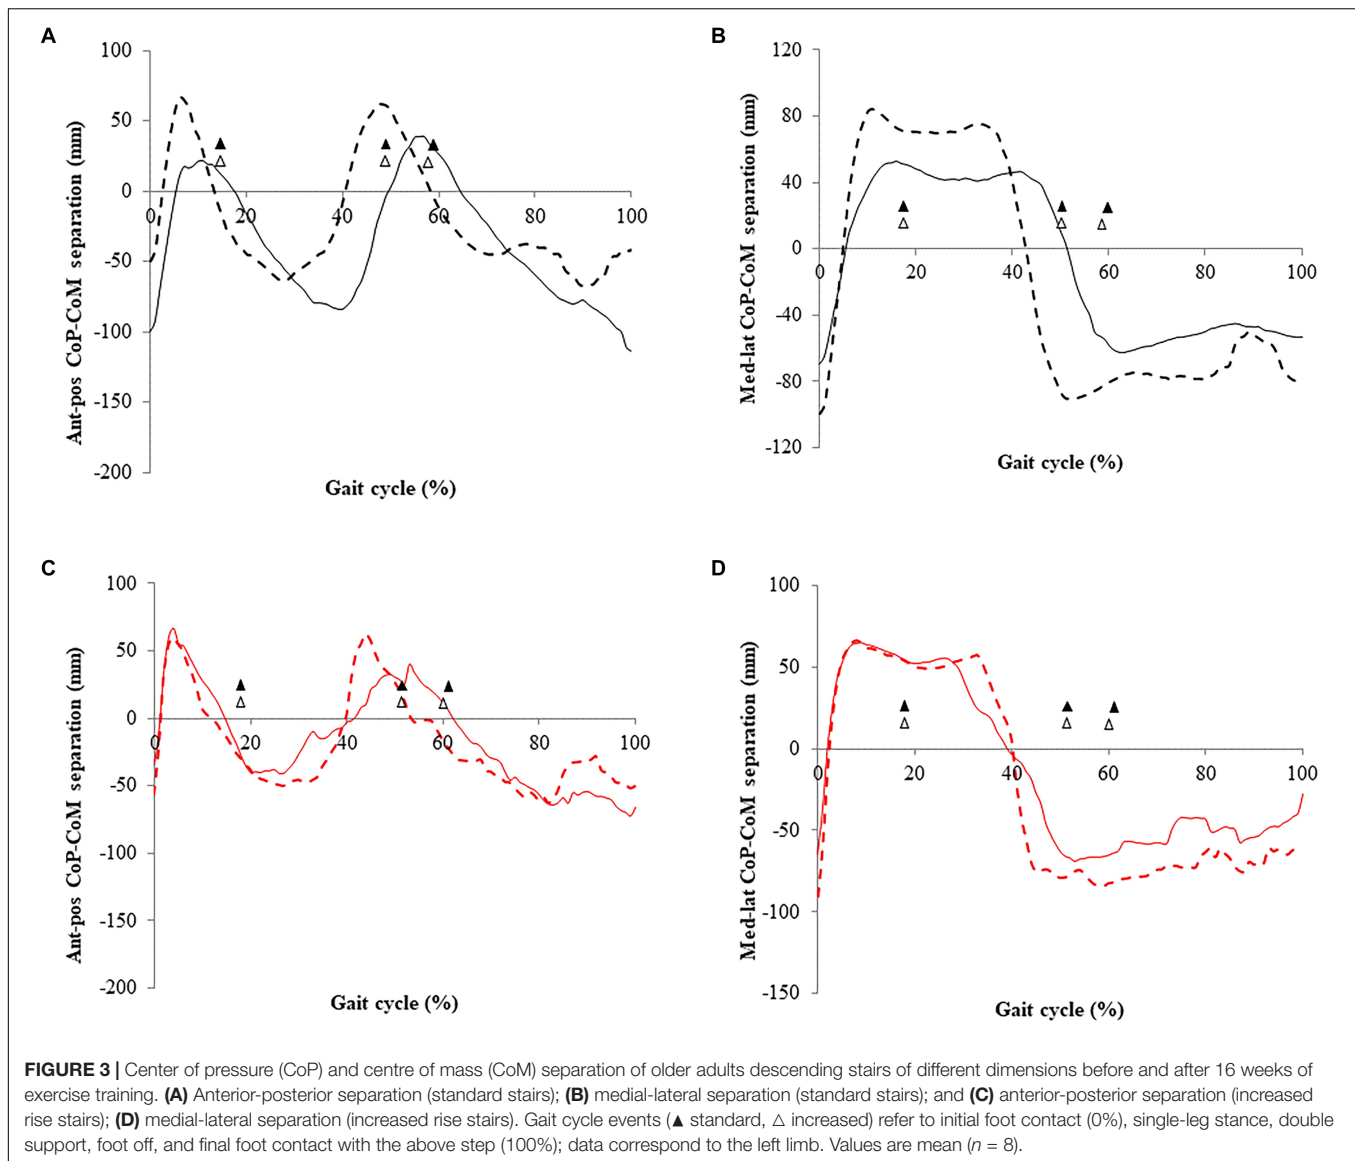 A
100
50
0
-50
-100
-150
-200
0 20 40 60 80 100
Ant-pos CoP-CoM separation (mm)
Gait cycle (%)
B
120
80
40
0
-40
-80
-120
0 20 40 60 80 100
Med-lat CoP-CoM separation (mm)
Gait cycle (%)
C
100
50
0
-50
-100
-150
-200
0 20 40 60 80 100
Ant-pos CoP-CoM separation (mm)
Gait cycle (%)
D
100
50
0
-50
-100
-150
0 20 40 60 80 100
Med-lat CoP-CoM separation (mm)
Gait cycle (%)
FIGURE 3 | Center of pressure (CoP) and centre of mass (CoM) separation of older adults descending stairs of different dimensions before and after 16 weeks of
exercise training. (A) Anterior-posterior separation (standard stairs); (B) medial-lateral separation (standard stairs); and (C) anterior-posterior separation (increased
rise stairs); (D) medial-lateral separation (increased rise stairs). Gait cycle events (▲ standard, △ increased) refer to initial foot contact (0%), single-leg stance, double
support, foot off, and final foot contact with the above step (100%); data correspond to the left limb. Values are mean (n = 8).